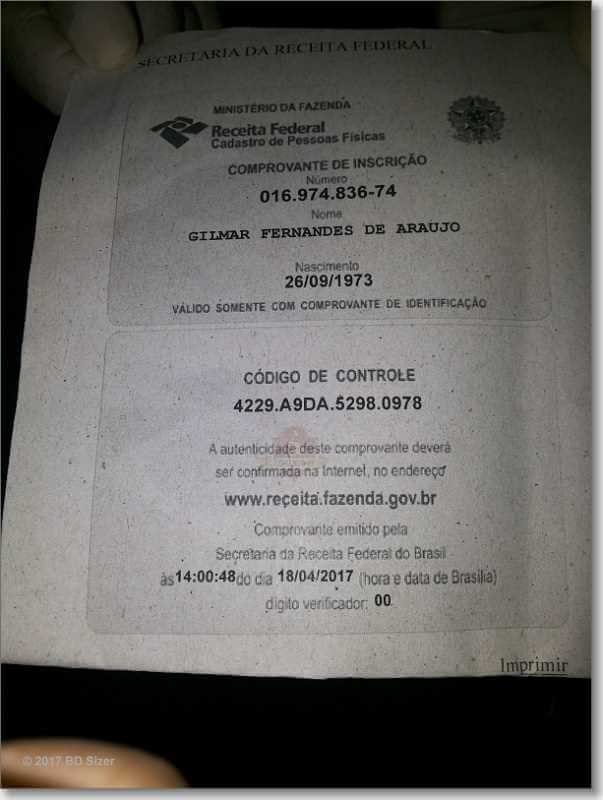 SECRETARIA DA RECEITA FEDERAL
MINISTÉRIO DA FAZENDA
Receita Federal
Cadastro de Pessoas Físicas
COMPROVANTE DE INSCRIÇÃO
Número
016.974.836-74
Nome
GILMAR FERNANDES DE ARAUJO
Nascimento
26/09/1973
VÁLIDO SOMENTE COM COMPROVANTE DE IDENTIFICAÇÃO
CÓDIGO DE CONTROLE
4229.A9DA.5298.0978
A autenticidade deste comprovante deverá
ser confirmada na Internet, no endereço
www.receita.fazenda.gov.br
Comprovante emitido pela
Secretaria da Receita Federal do Brasil
às 14:00:48 do dia 18/04/2017 (hora e data de Brasília)
dígito verificador: 00
Imprimir
© 2017 BD Sizer